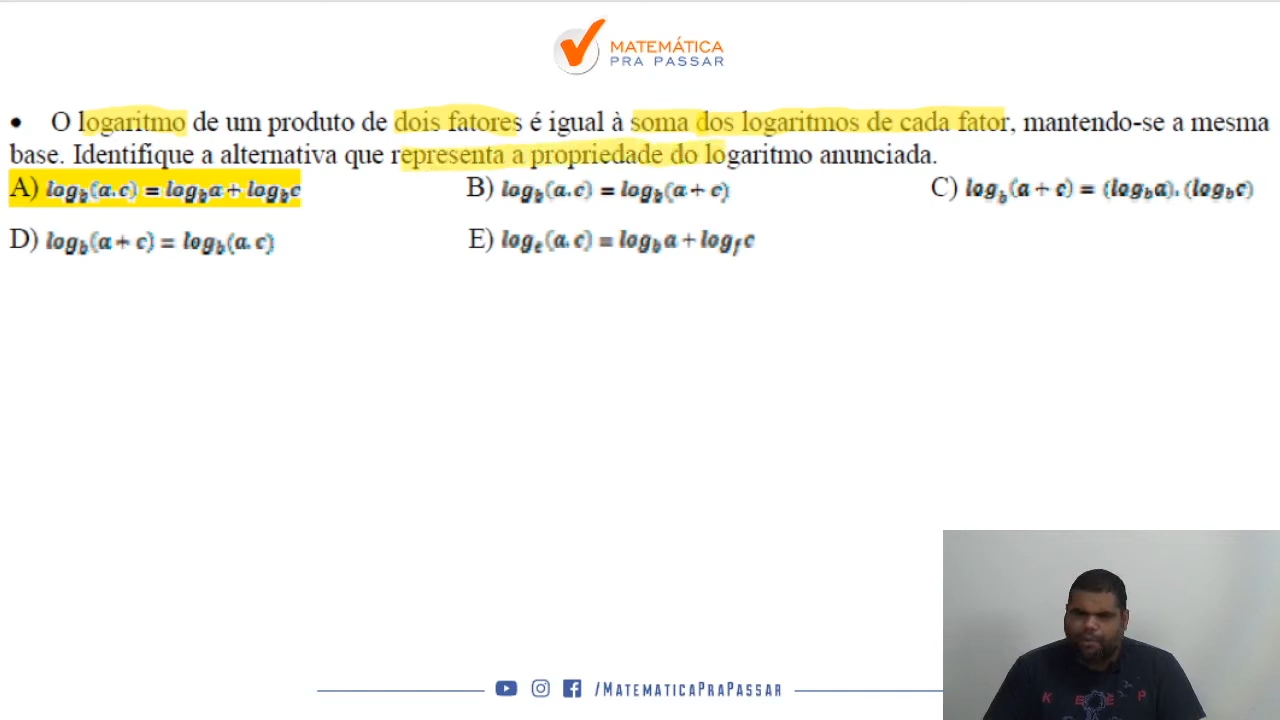 MATEMÁTICA
PRA PASSAR
• O logaritmo de um produto de dois fatores é igual à soma dos logaritmos de cada fator, mantendo-se a mesma
base. Identifique a alternativa que representa a propriedade do logaritmo anunciada.
A) log_b(a.c) = log_b a + log_b c B) log_b(a.c) = log_b(a + c) C) log_b(a + c) = (log_b a).(log_b c)
D) log_b(a + c) = log_b(a.c) E) log_e(a.c) = log_b a + log_f c
/MATEMATICAPRAPASSAR
K E E P